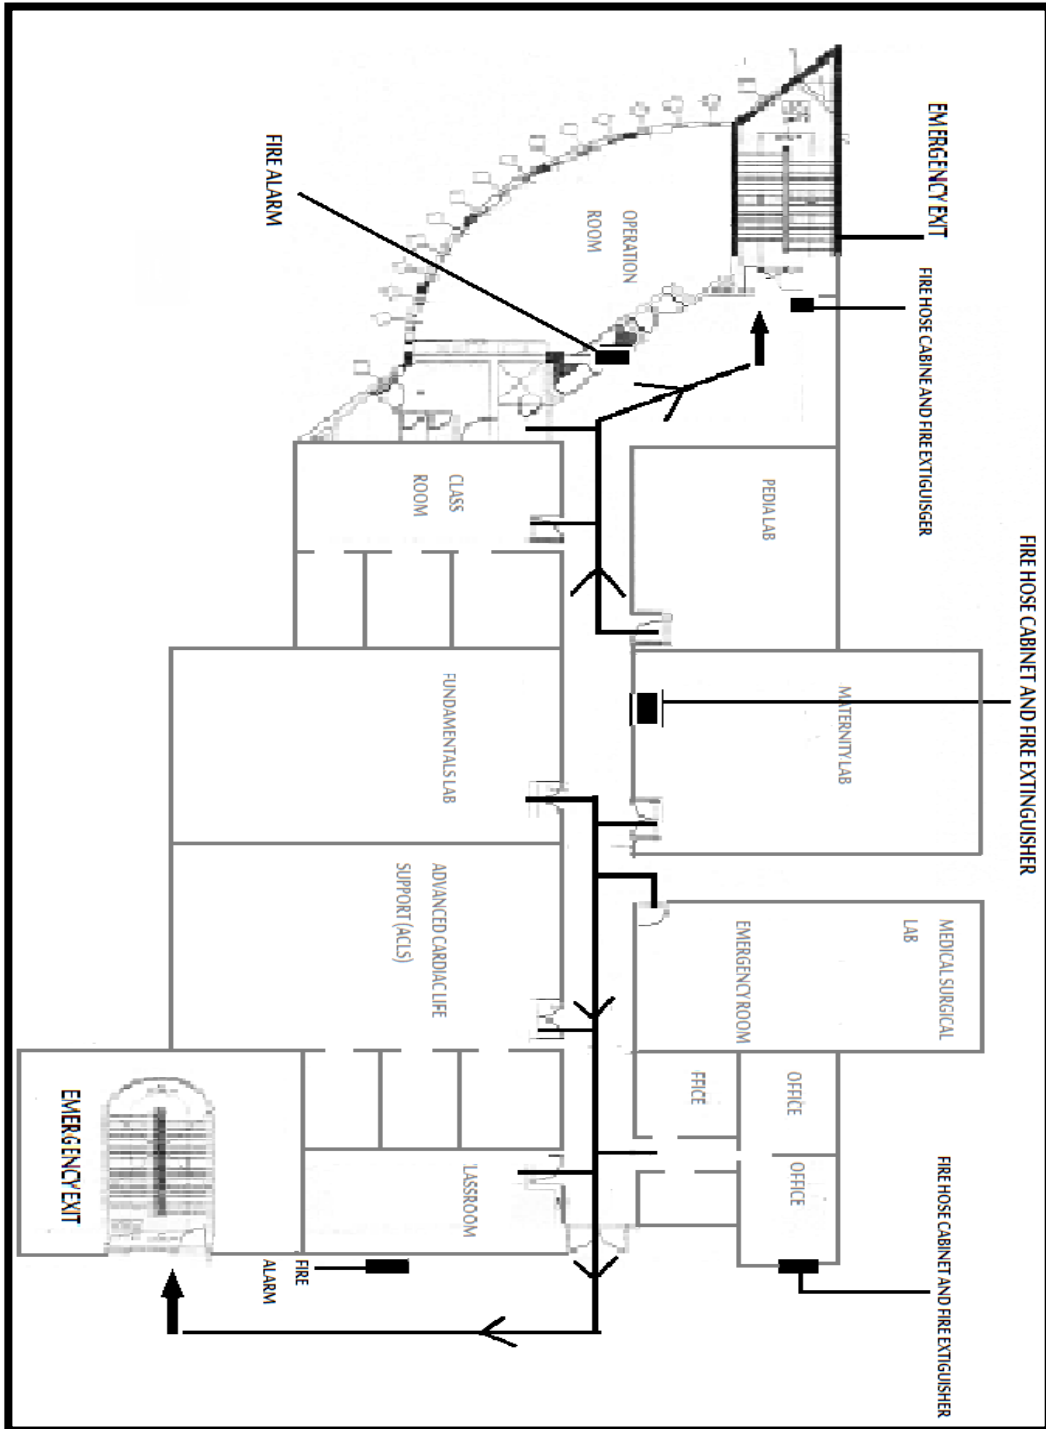 EMERGENCY EXIT
FIRE HOSE CABINE AND FIRE EXTIGUISGER
FIRE HOSE CABINET AND FIRE EXTINGUISHER
FIRE HOSE CABINET AND FIRE EXTIGUISHER
PEDIA LAB
MATERNITY LAB
MEDICAL SURGICAL
LAB
EMERGENCY ROOM
OFFICE
OFFICE
FFICE
OPERATION
ROOM
FIRE ALARM
CLASS
ROOM
FUNDAMENTALS LAB
ADVANCED CARDIAC LIFE
SUPPORT (ACLS)
LASSROOM
FIRE
ALARM
EMERGENCY EXIT